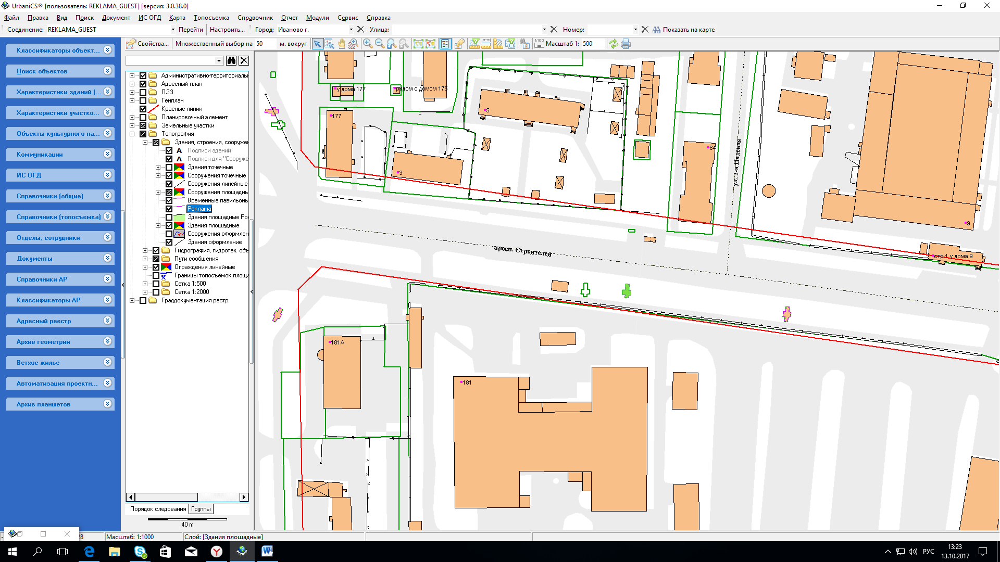 UrbaniCS® [пользователь: REKLAMA_GUEST] [версия: 3.0.38.0]
Файл Правка Вид Поиск Документ ИС ОГД Карта Топосъемка Справочник Отчет Модули Сервис Справка
Соединение: REKLAMA_GUEST Перейти Настроить... Город: Иваново г. Улица: Номер: Показать на карте
Свойства... Множественный выбор на 50 м. вокруг 1:100 Масштаб 1: 500
Классификаторы объект...
Поиск объектов
Характеристики зданий (...
Характеристики участко...
Объекты культурного на...
Коммуникации
ИС ОГД
Справочники (общие)
Справочники (топосъемка)
Отделы, сотрудники
Документы
Справочники АР
Классификаторы АР
Адресный реестр
Архив геометрии
Ветхое жилье
Автоматизация проектн...
Архив планшетов
Административно-территориаль
Адресный план
ПЗЗ
Генплан
Красные линии
Планировочный элемент
Земельные участки
Топография
Здания, строения, сооружен
А Подписи зданий
А Подписи для "Сооруже
Здания точечные
Сооружения точечные
Сооружения линейные
Сооружения площаднь
Временные павильонь
Реклама
Здания площадные Ро
Здания площадные
Сооружения оформлен
Здания оформление
Гидрография, гидротех. объ
Пути сообщения
Ограждения линейные
Границы топосъёмок площа
Сетка 1:500
Сетка 1:2000
Граддокументация растр
Порядок следования Группы
40 m
у дома 177
рядом с домом 175
177
5
3
84
ул. 1-я Полевая
9
стр.1 у дома 9
просп. Строителей
181А
181
28 Масштаб: 1:1000 Слой: [Здания площадные]
РУС
13:23
13.10.2017